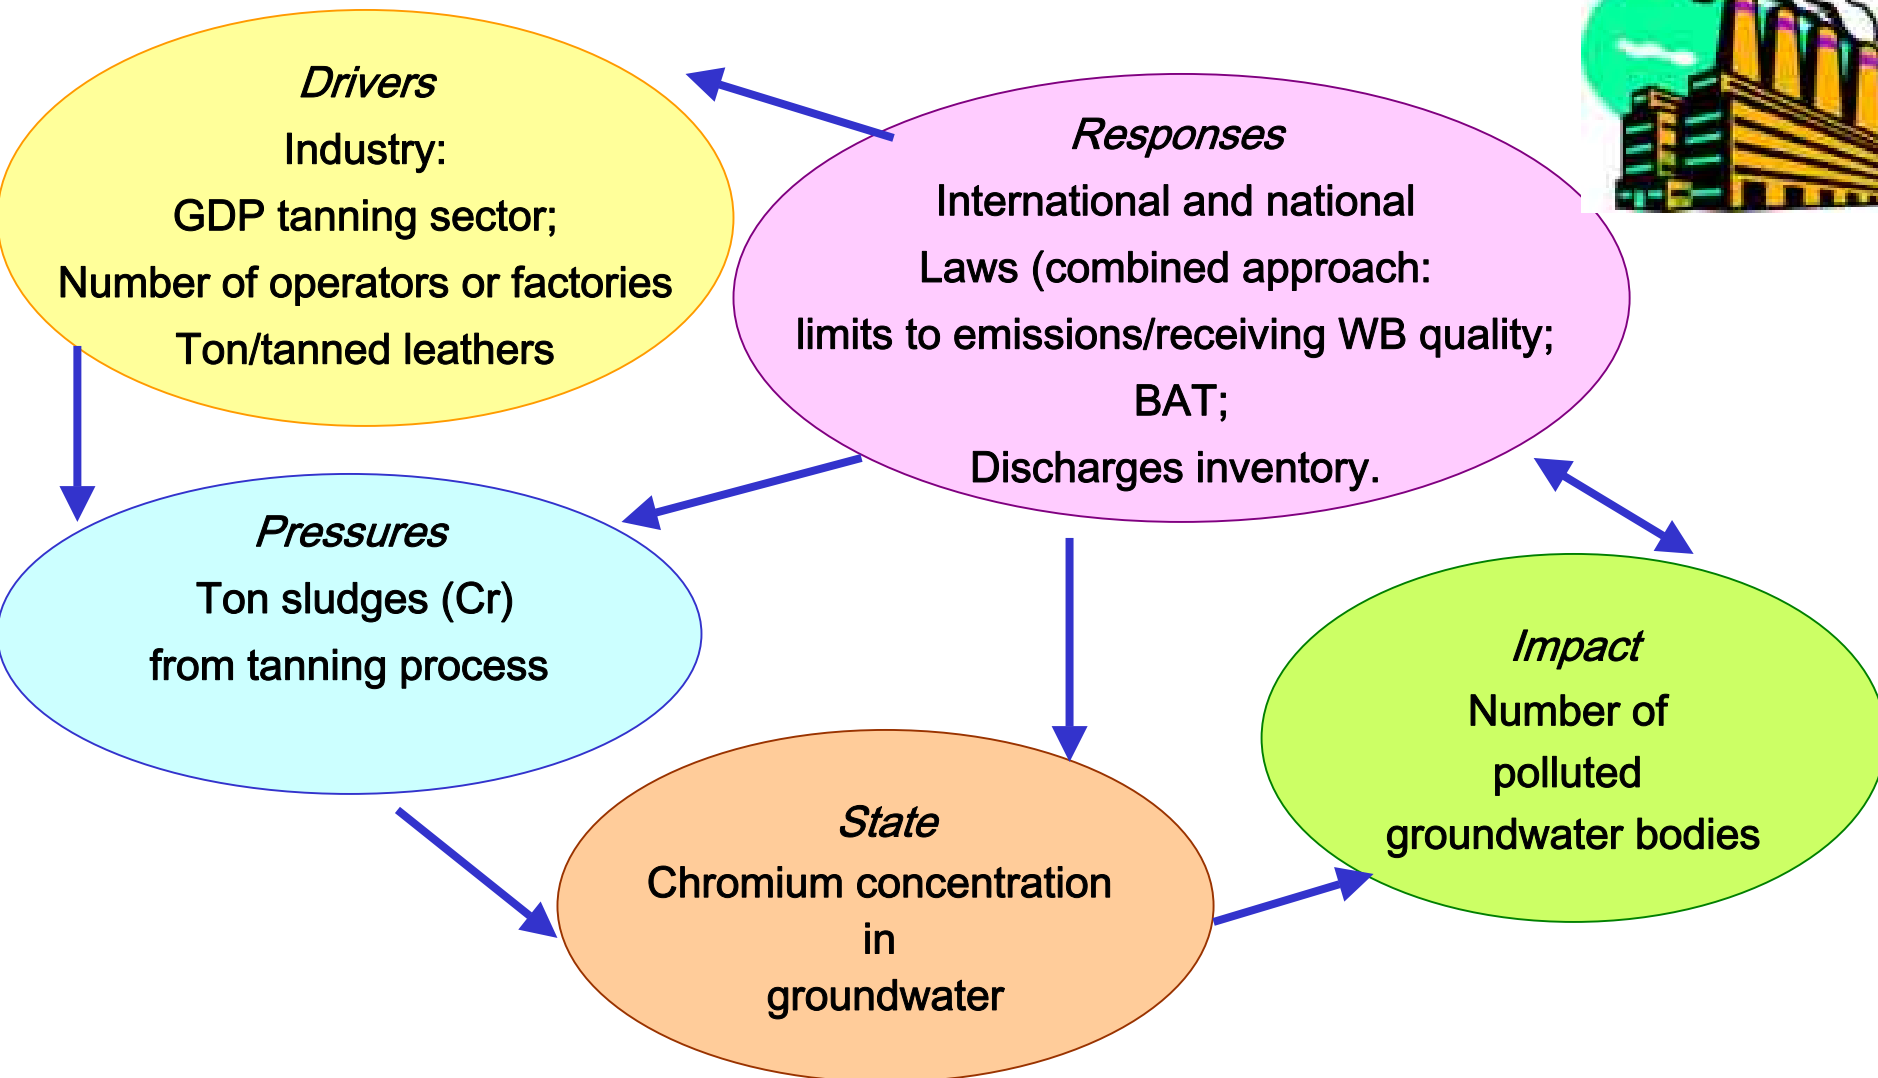 Drivers
Industry:
GDP tanning sector;
Number of operators or factories
Ton/tanned leathers
Responses
International and national
Laws (combined approach:
limits to emissions/receiving WB quality;
BAT;
Discharges inventory.
Pressures
Ton sludges (Cr)
from tanning process
State
Chromium concentration
in
groundwater
Impact
Number of
polluted
groundwater bodies